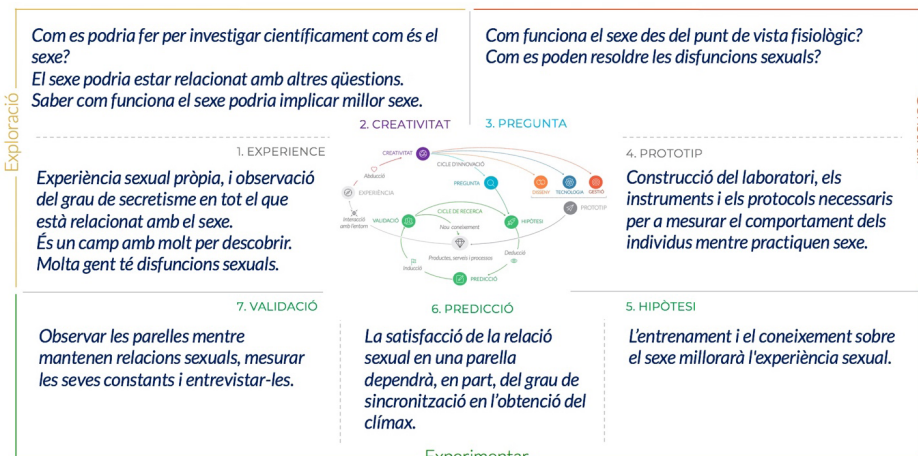 Com es podria fer per investigar científicament com és el
sexe?
El sexe podria estar relacionat amb altres qüestions.
Saber com funciona el sexe podria implicar millor sexe.
Com funciona el sexe des del punt de vista fisiològic?
Com es poden resoldre les disfuncions sexuals?
Exploració
2. CREATIVITAT
3. PREGUNTA
1. EXPERIENCE
Experiència sexual pròpia, i observació
del grau de secretisme en tot el que
està relacionat amb el sexe.
És un camp amb molt per descobrir.
Molta gent té disfuncions sexuals.
CREATIVITAT
Abducció
CICLE D'INNOVACIÓ
EXPERIÈNCIA
PREGUNTA
DISSENY
TECNOLOGIA
GESTIÓ
PROTOTIP
Interacció
amb l'entorn
VALIDACIÓ
CICLE DE RECERCA
Nou coneixement
HIPÒTESI
Productes, serveis i processos
Inducció
Deducció
PREDICCIÓ
4. PROTOTIP
Construcció del laboratori, els
instruments i els protocols necessaris
per a mesurar el comportament dels
individus mentre practiquen sexe.
7. VALIDACIÓ
Observar les parelles mentre
mantenen relacions sexuals, mesurar
les seves constants i entrevistar-les.
6. PREDICCIÓ
La satisfacció de la relació
sexual en una parella
dependrà, en part, del grau de
sincronització en l'obtenció del
clímax.
5. HIPÒTESI
L'entrenament i el coneixement sobre
el sexe millorarà l'experiència sexual.
Experimentar